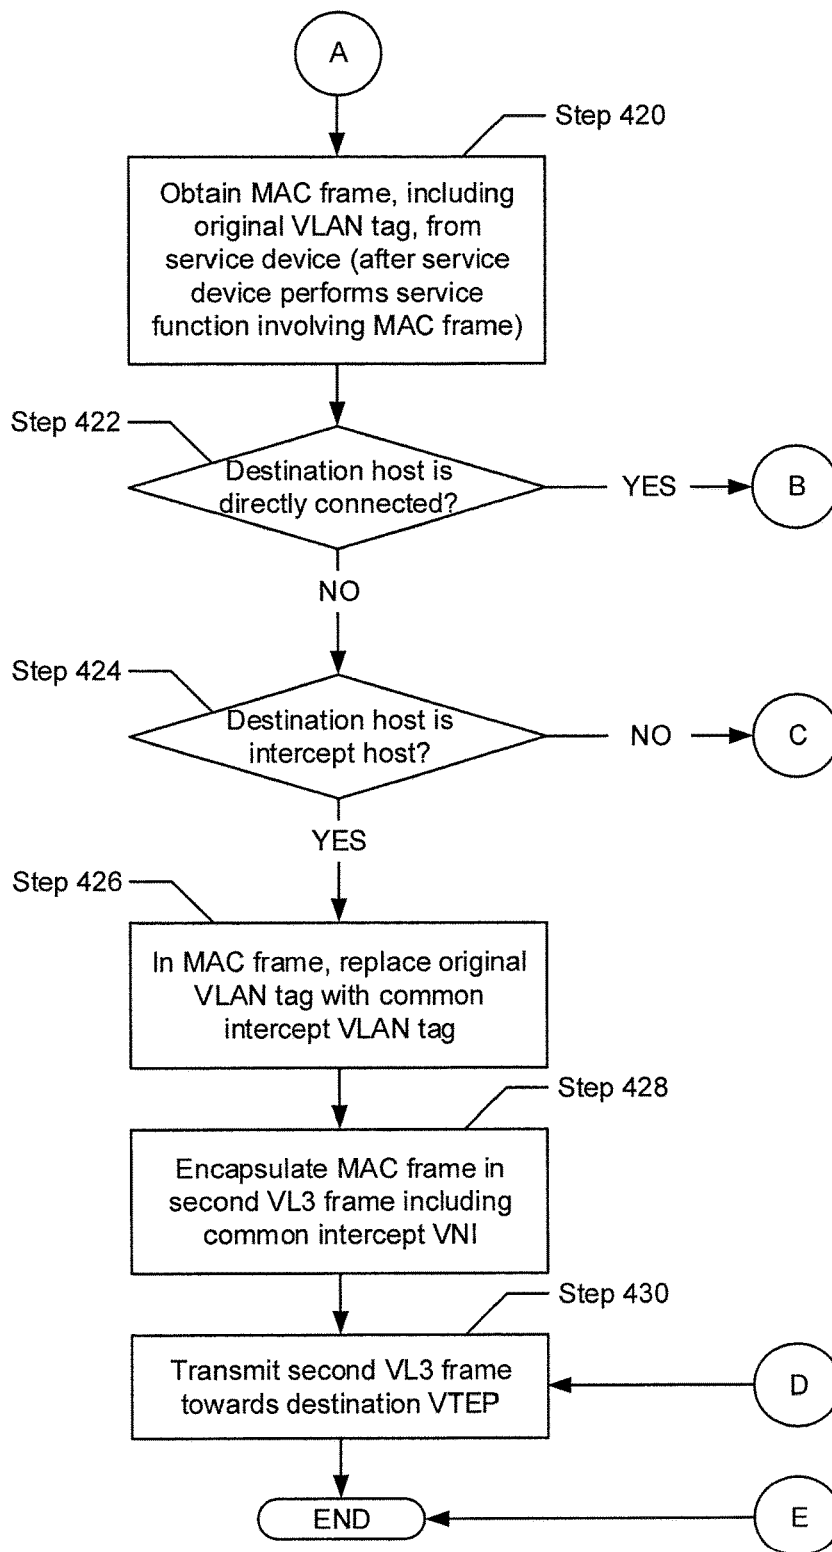 A
Step 420
Obtain MAC frame, including
original VLAN tag, from
service device (after service
device performs service
function involving MAC frame)
Step 422
Destination host is
directly connected?
YES
B
NO
Step 424
Destination host is
intercept host?
NO
C
YES
Step 426
In MAC frame, replace original
VLAN tag with common
intercept VLAN tag
Step 428
Encapsulate MAC frame in
second VL3 frame including
common intercept VNI
Step 430
Transmit second VL3 frame
towards destination VTEP
D
END
E